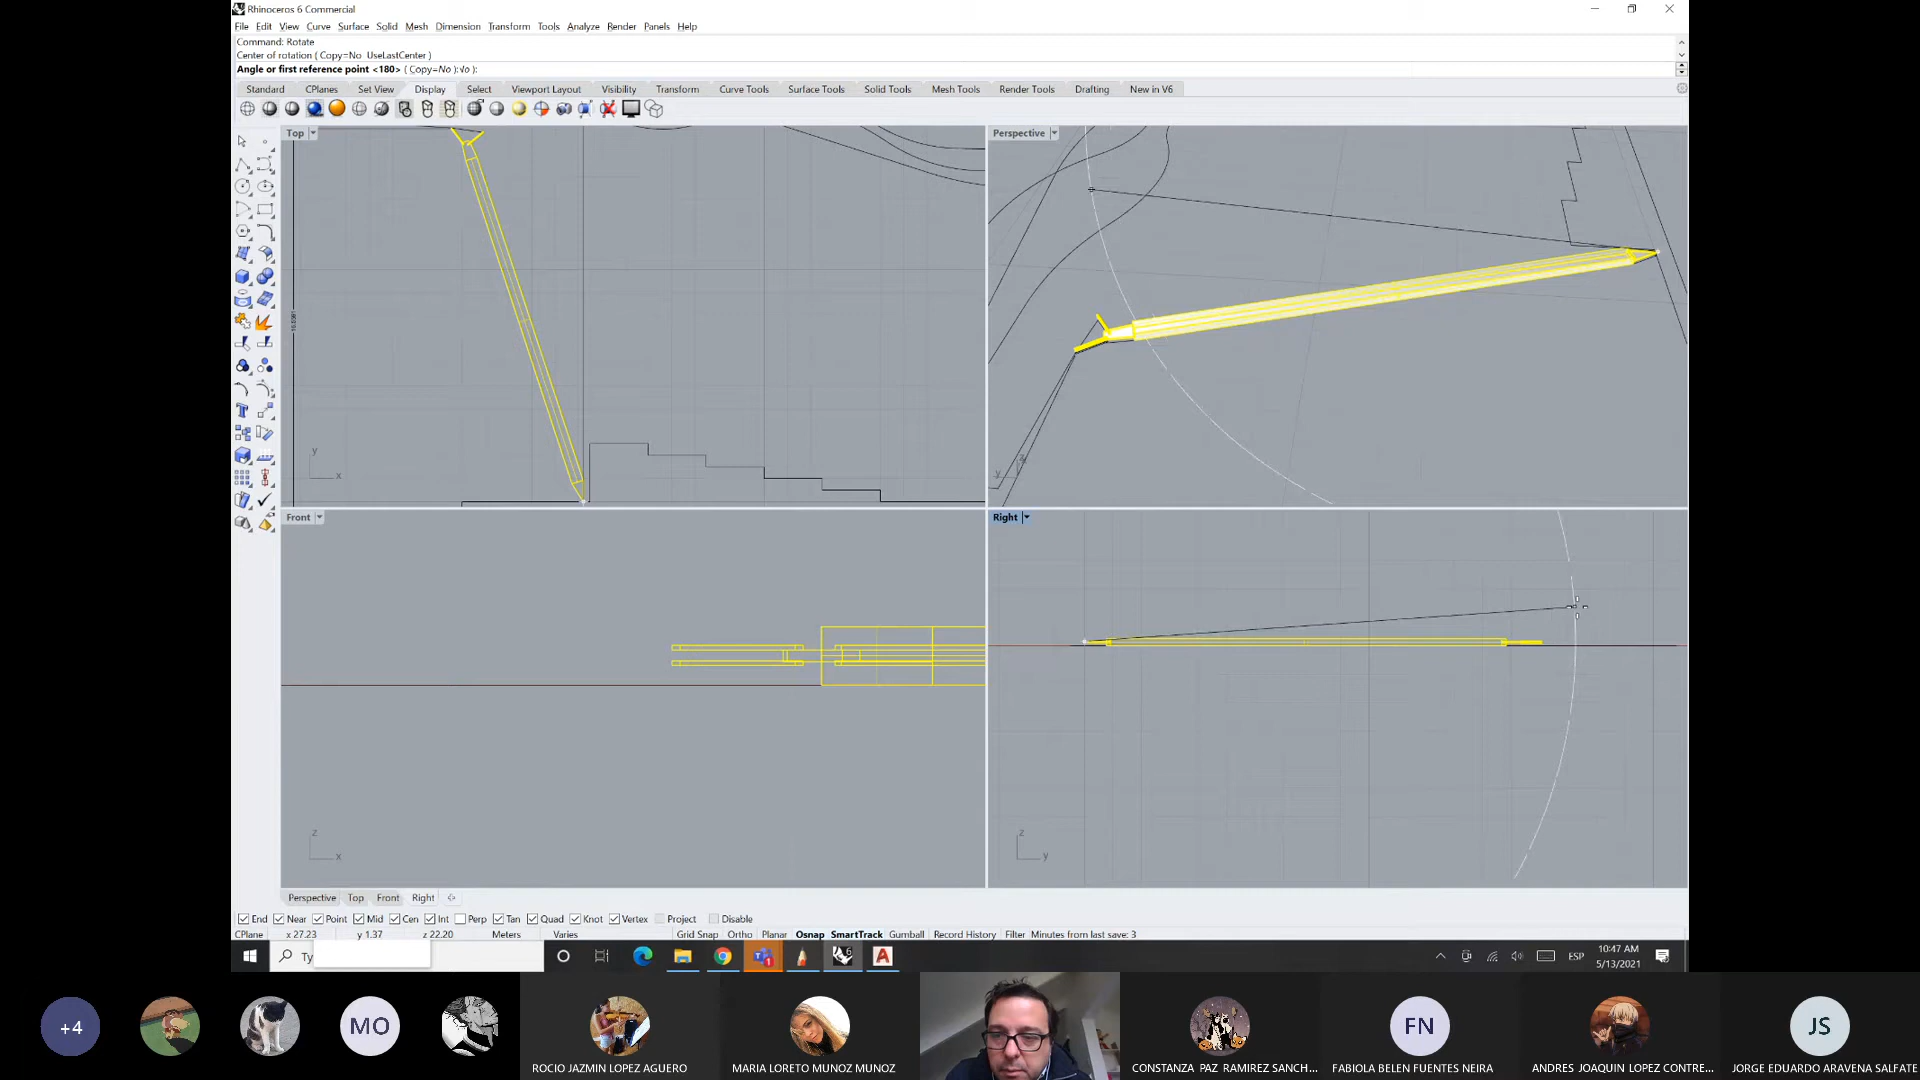 Rhinoceros 6 Commercial
File Edit View Curve Surface Solid Mesh Dimension Transform Tools Analyze Render Panels Help
Command: Rotate
Center of rotation ( Copy=No UseLastCenter )
Angle or first reference point <180> ( Copy=No ):
Standard CPlanes Set View Display Select Viewport Layout Visibility Transform Curve Tools Surface Tools Solid Tools Mesh Tools Render Tools Drafting New in V6
Top
Perspective
y
x
y
z
Front
Right
z
x
z
y
Perspective Top Front Right
End Near Point Mid Cen Int Perp Tan Quad Knot Vertex Project Disable
CPlane x 27.23 y 1.37 z 22.20 Meters Varies Grid Snap Ortho Planar Osnap SmartTrack Gumball Record History Filter Minutes from last save: 3
Ty
ESP
10:47 AM
5/13/2021
+4
MO
FN
JS
ROCIO JAZMIN LOPEZ AGUERO
MARIA LORETO MUNOZ MUNOZ
CONSTANZA PAZ RAMIREZ SANCH...
FABIOLA BELEN FUENTES NEIRA
ANDRES JOAQUIN LOPEZ CONTRE...
JORGE EDUARDO ARAVENA SALFATE